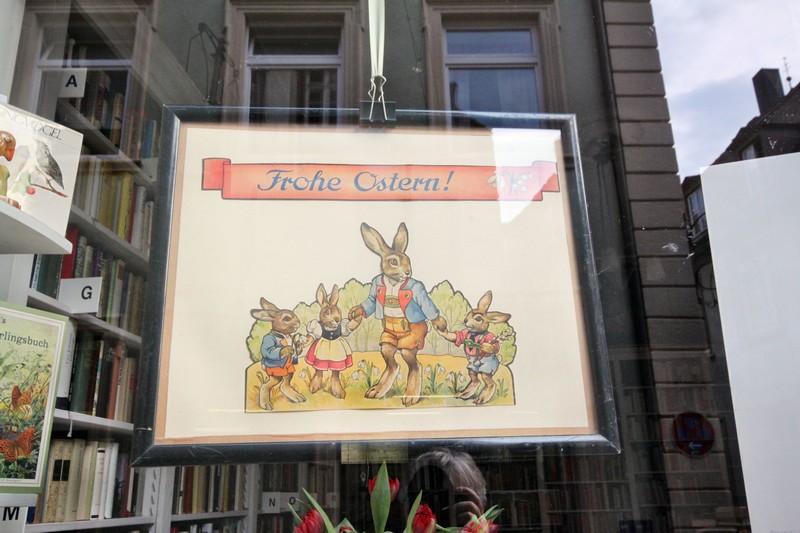 A
Frohe Ostern!
G
rlingsbuch
M
N O